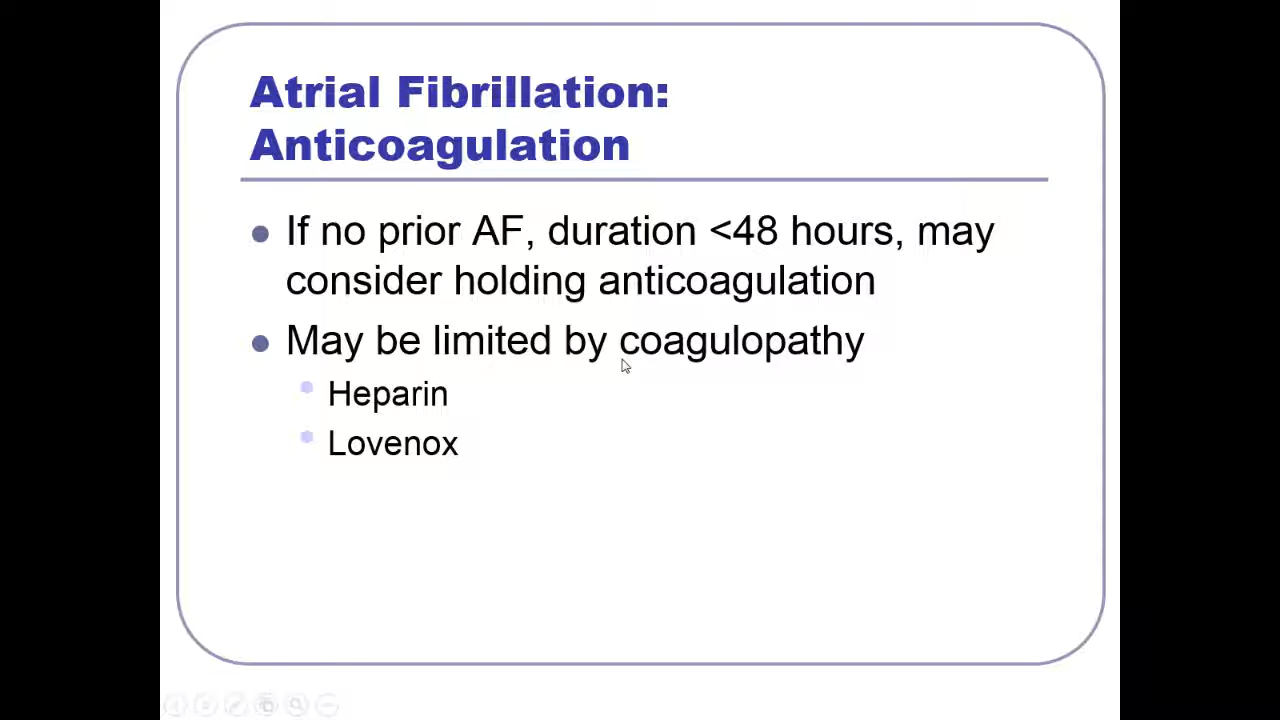 Atrial Fibrillation:
Anticoagulation
If no prior AF, duration <48 hours, may
consider holding anticoagulation
May be limited by coagulopathy
Heparin
Lovenox